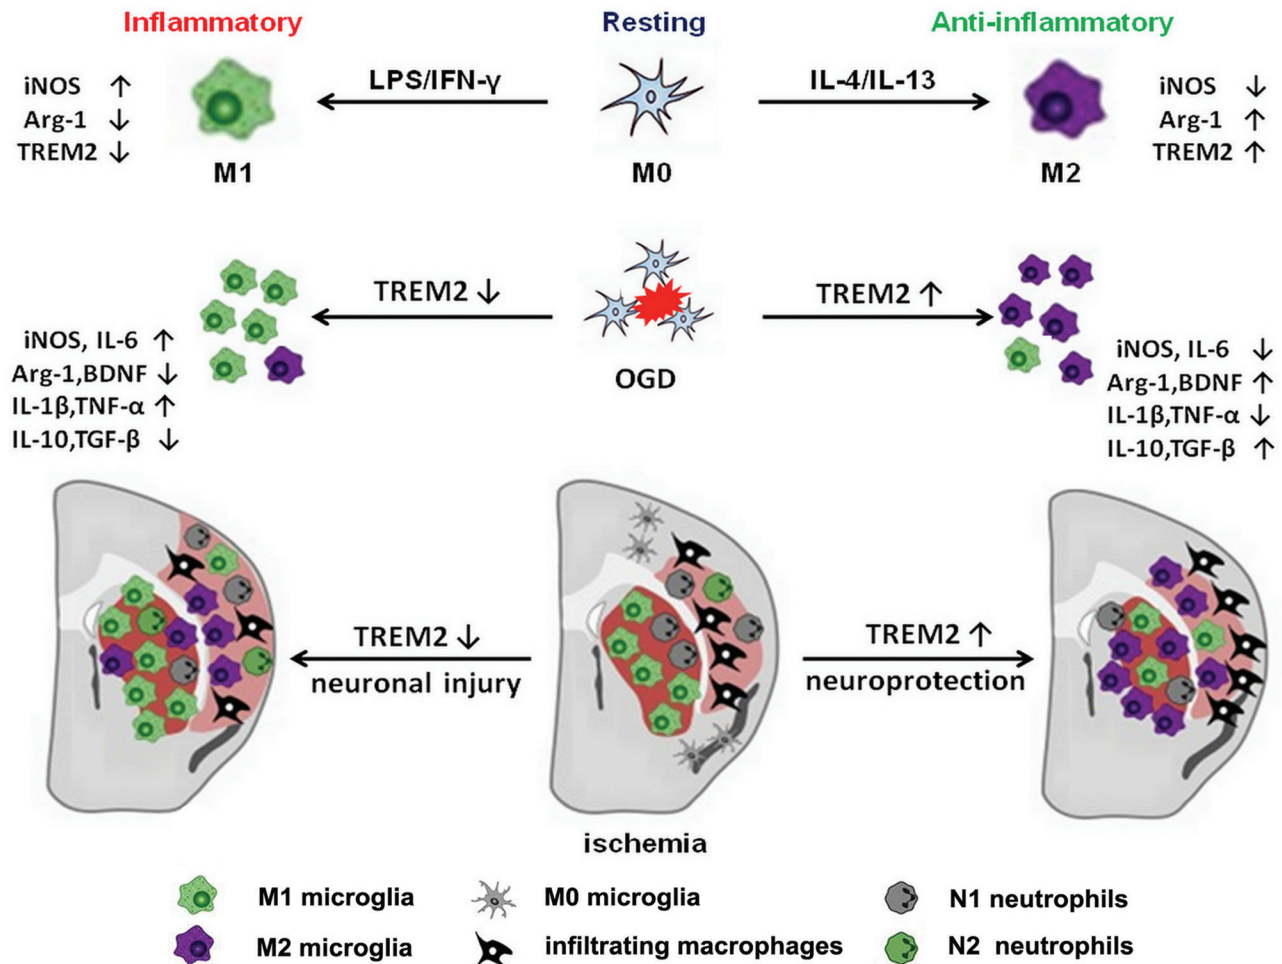 Inflammatory
Resting
Anti-inflammatory
iNOS ↑
Arg-1 ↓
TREM2 ↓
M1
LPS/IFN-γ
M0
IL-4/IL-13
M2
iNOS ↓
Arg-1 ↑
TREM2 ↑
TREM2 ↓
OGD
TREM2 ↑
iNOS, IL-6 ↑
Arg-1,BDNF ↓
IL-1β,TNF-α ↑
IL-10,TGF-β ↓
iNOS, IL-6 ↓
Arg-1,BDNF ↑
IL-1β,TNF-α ↓
IL-10,TGF-β ↑
TREM2 ↓
neuronal injury
TREM2 ↑
neuroprotection
ischemia
M1 microglia
M0 microglia
N1 neutrophils
M2 microglia
infiltrating macrophages
N2 neutrophils